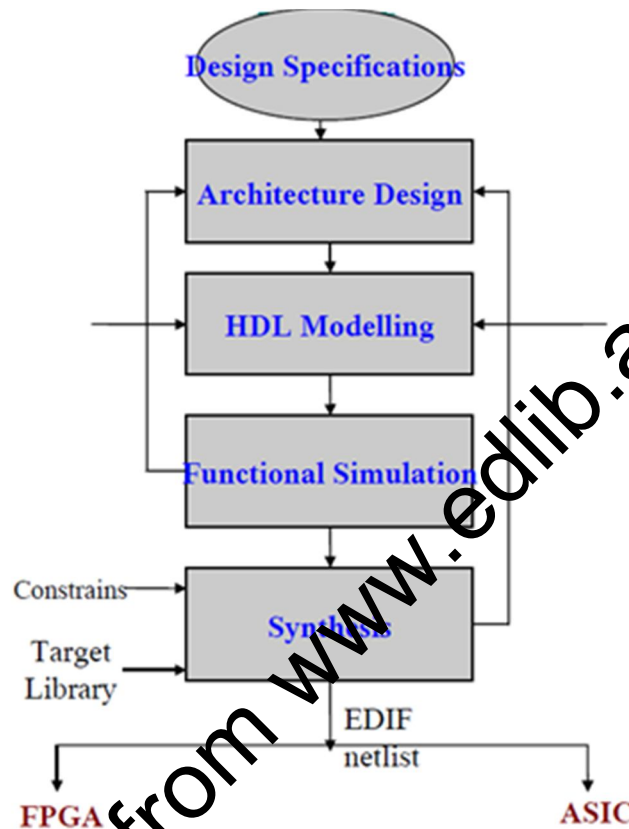 Design Specifications
Architecture Design
HDL Modelling
Functional Simulation
Constrains
Synthesis
Target
Library
EDIF
netlist
FPGA
ASIC
from www.edlib.a